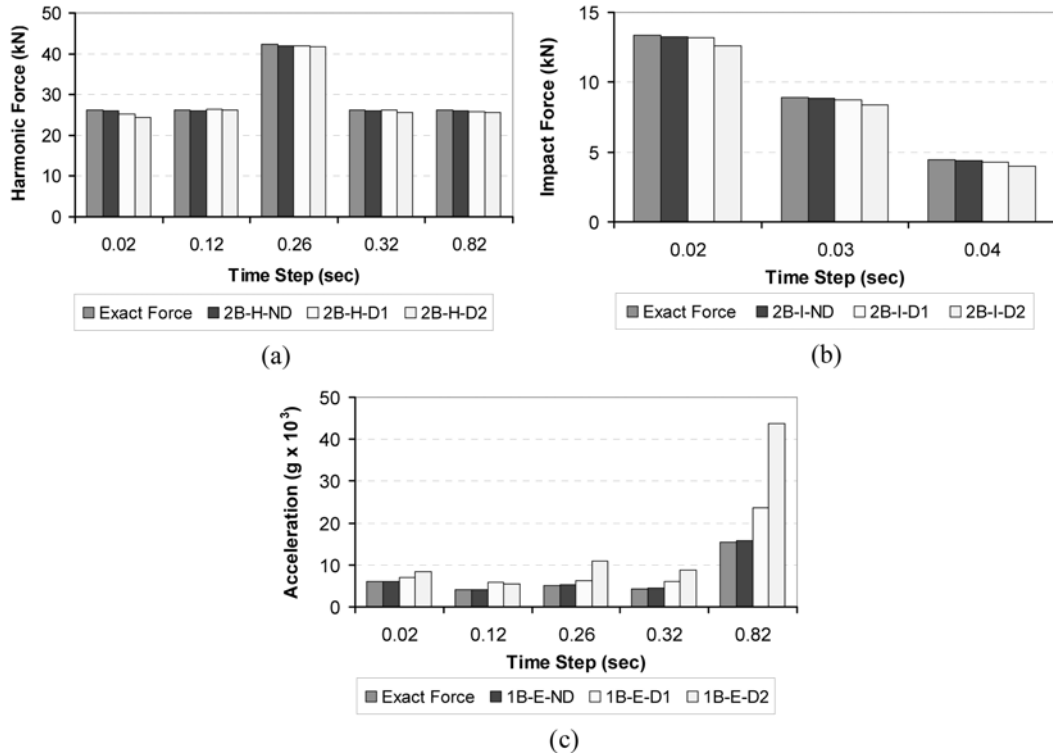 Harmonic Force (kN)
50
40
30
20
10
0
0.02 0.12 0.26 0.32 0.82
Time Step (sec)
Exact Force 2B-H-ND 2B-H-D1 2B-H-D2
(a)
Impact Force (kN)
15
10
5
0
0.02 0.03 0.04
Time Step (sec)
Exact Force 2B-I-ND 2B-I-D1 2B-I-D2
(b)
Acceleration (g x 10³)
50
40
30
20
10
0
0.02 0.12 0.26 0.32 0.82
Time Step (sec)
Exact Force 1B-E-ND 1B-E-D1 1B-E-D2
(c)